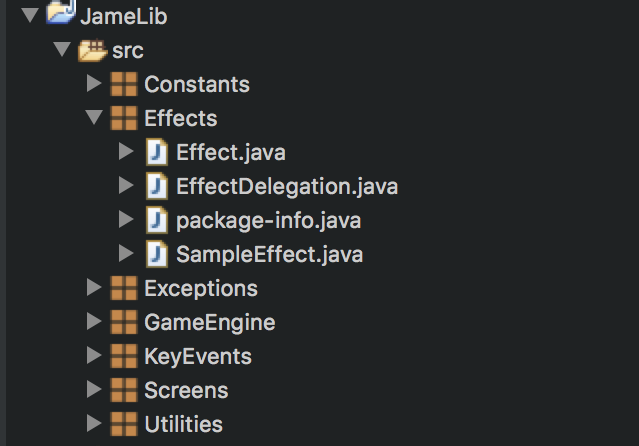 JameLib
src
Constants
Effects
Effect.java
EffectDelegation.java
package-info.java
SampleEffect.java
Exceptions
GameEngine
KeyEvents
Screens
Utilities